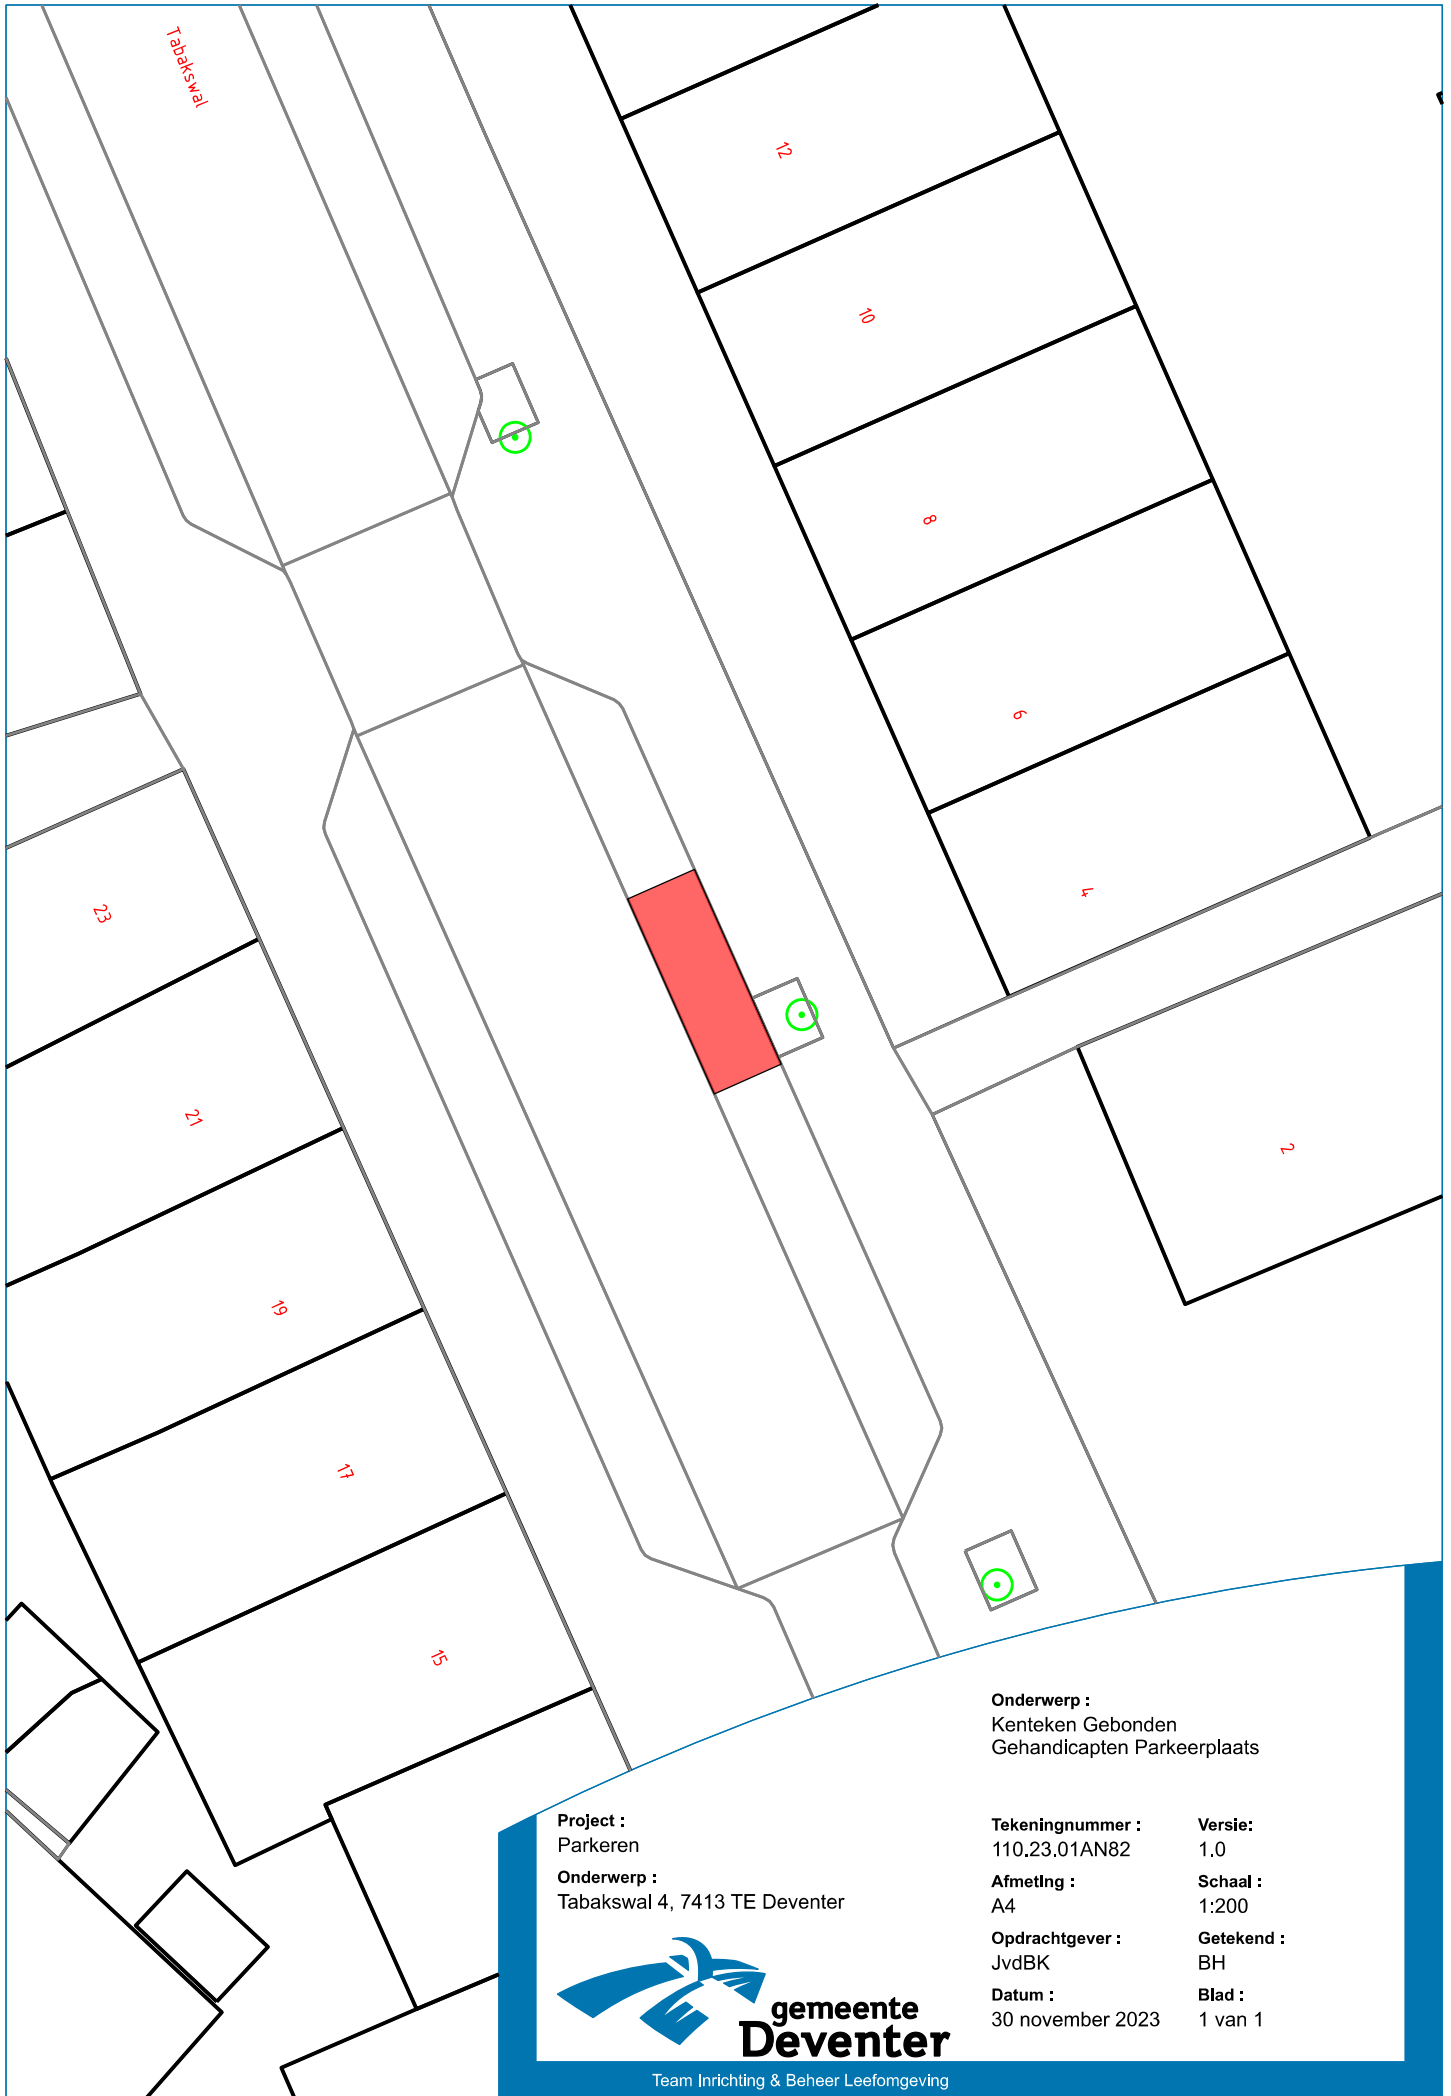 Tabakswal
12
10
8
6
4
2
23
21
19
17
15
Onderwerp :
Kenteken Gebonden
Gehandicapten Parkeerplaats
Project :
Parkeren
Onderwerp :
Tabakswal 4, 7413 TE Deventer
Tekeningnummer : Versie:
110.23.01AN82 1.0
Afmeting : Schaal :
A4 1:200
Opdrachtgever : Getekend :
JvdBK BH
Datum : Blad :
30 november 2023 1 van 1
gemeente
Deventer
Team Inrichting & Beheer Leefomgeving